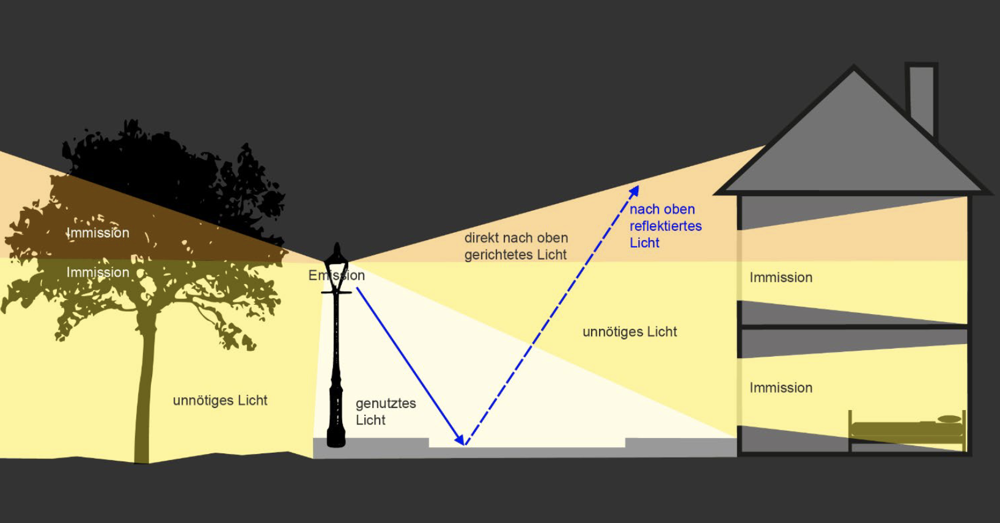 nach oben
reflektiertes
Licht
direkt nach oben
gerichtetes Licht
Immission
Immission
Emission
Immission
unnötiges Licht
Immission
unnötiges Licht
genutztes
Licht